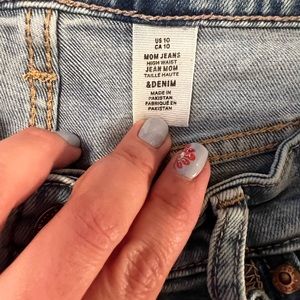 US 10
CA 10
MOM JEANS
HIGH WAIST
JEAN MOM
TAILLE HAUTE
&DENIM
MADE IN
PAKISTAN
FABRIQUÉ EN
PAKISTAN